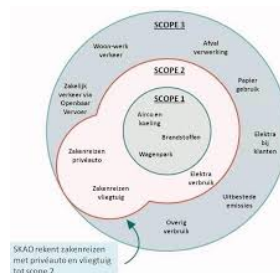 SCOPE 3
Woon-werk
verkeer
Afval
verwerking
Zakelijk
verkeer via
Openbaar
Vervoer
Papier
gebruik
Elektra
bij
klanten
Uitbestede
emissies
Overig
verbruik
SCOPE 2
Zakenreizen
privéauto
Zakenreizen
vliegtuig
Elektra
verbruik
SCOPE 1
Airco en
koeling
Brandstoffen
Wagenpark
SKAO rekent zakenreizen
met privéauto en vliegtuig
tot scope 2